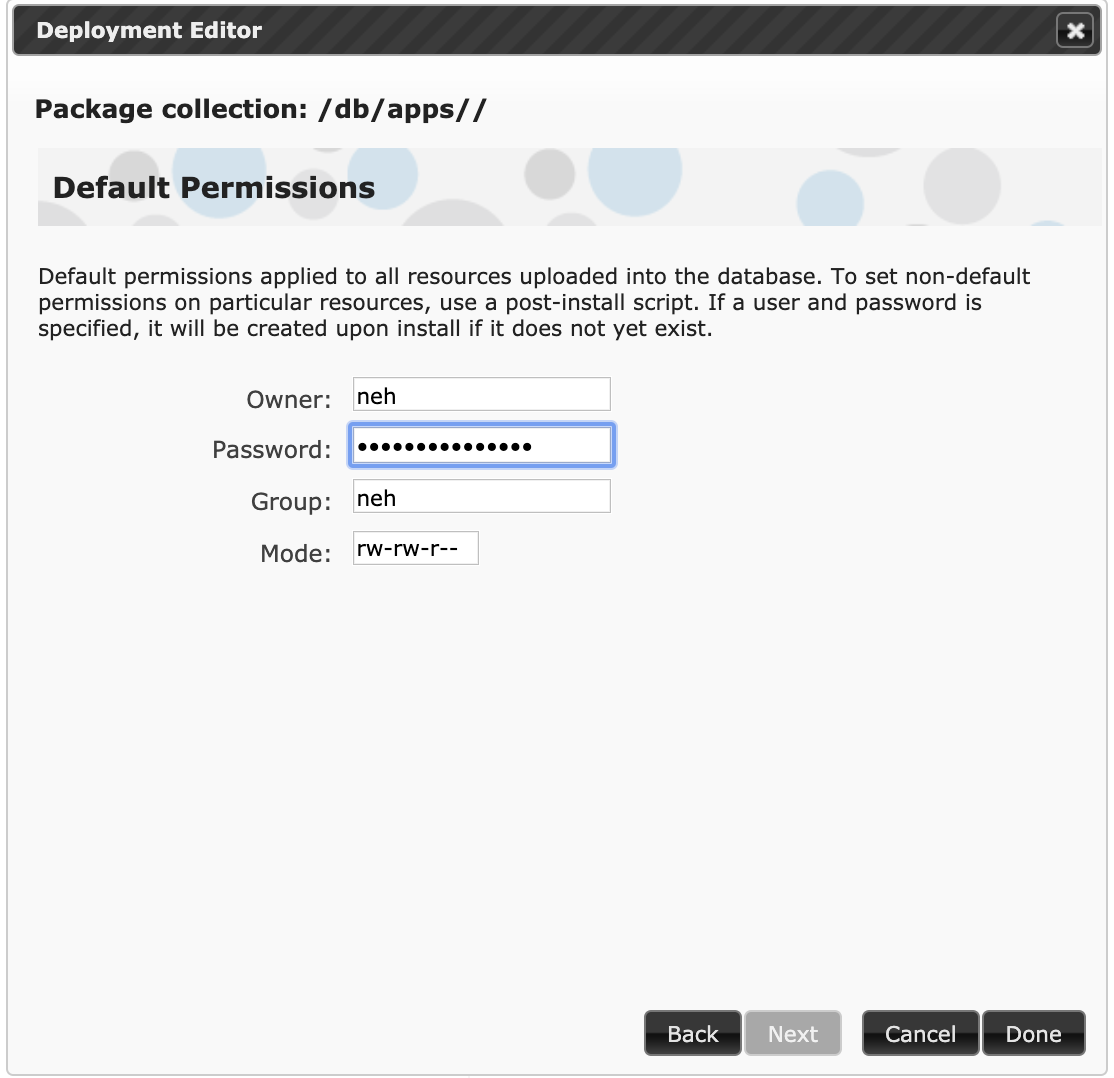 Deployment Editor
Package collection: /db/apps//
Default Permissions
Default permissions applied to all resources uploaded into the database. To set non-default
permissions on particular resources, use a post-install script. If a user and password is
specified, it will be created upon install if it does not yet exist.
Owner: neh
Password: •••••••••••••••
Group: neh
Mode: rw-rw-r--
Back Next Cancel Done